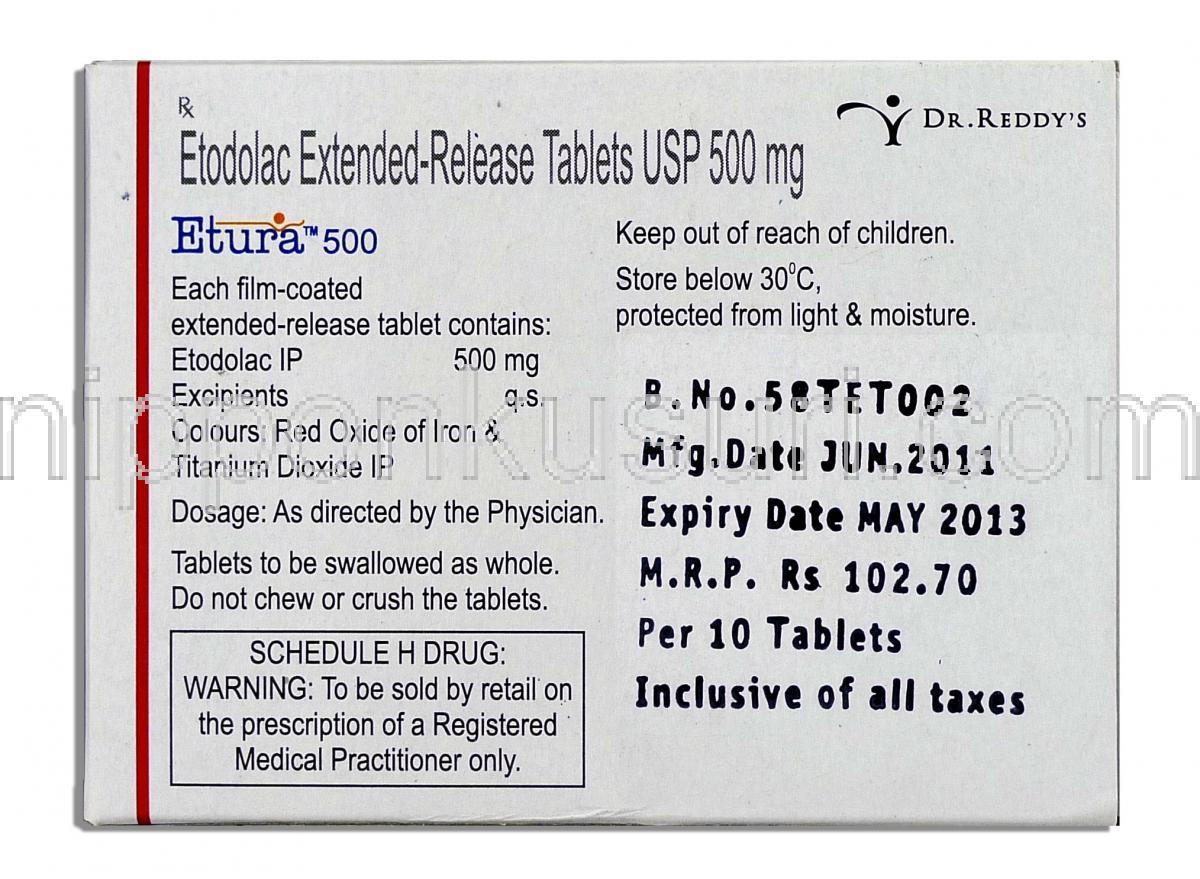 Rx
Etodolac Extended-Release Tablets USP 500 mg
DR.REDDY'S
Etura™ 500
Each film-coated
extended-release tablet contains:
Etodolac IP 500 mg
Excipients q.s.
Colours: Red Oxide of Iron &
Titanium Dioxide IP
Dosage: As directed by the Physician.
Tablets to be swallowed as whole.
Do not chew or crush the tablets.
SCHEDULE H DRUG:
WARNING: To be sold by retail on
the prescription of a Registered
Medical Practitioner only.
Keep out of reach of children.
Store below 30⁰C,
protected from light & moisture.
B.No.58TET002
Mfg.Date JUN.2011
Expiry Date MAY 2013
M.R.P. Rs 102.70
Per 10 Tablets
Inclusive of all taxes
nipponkusuri.com